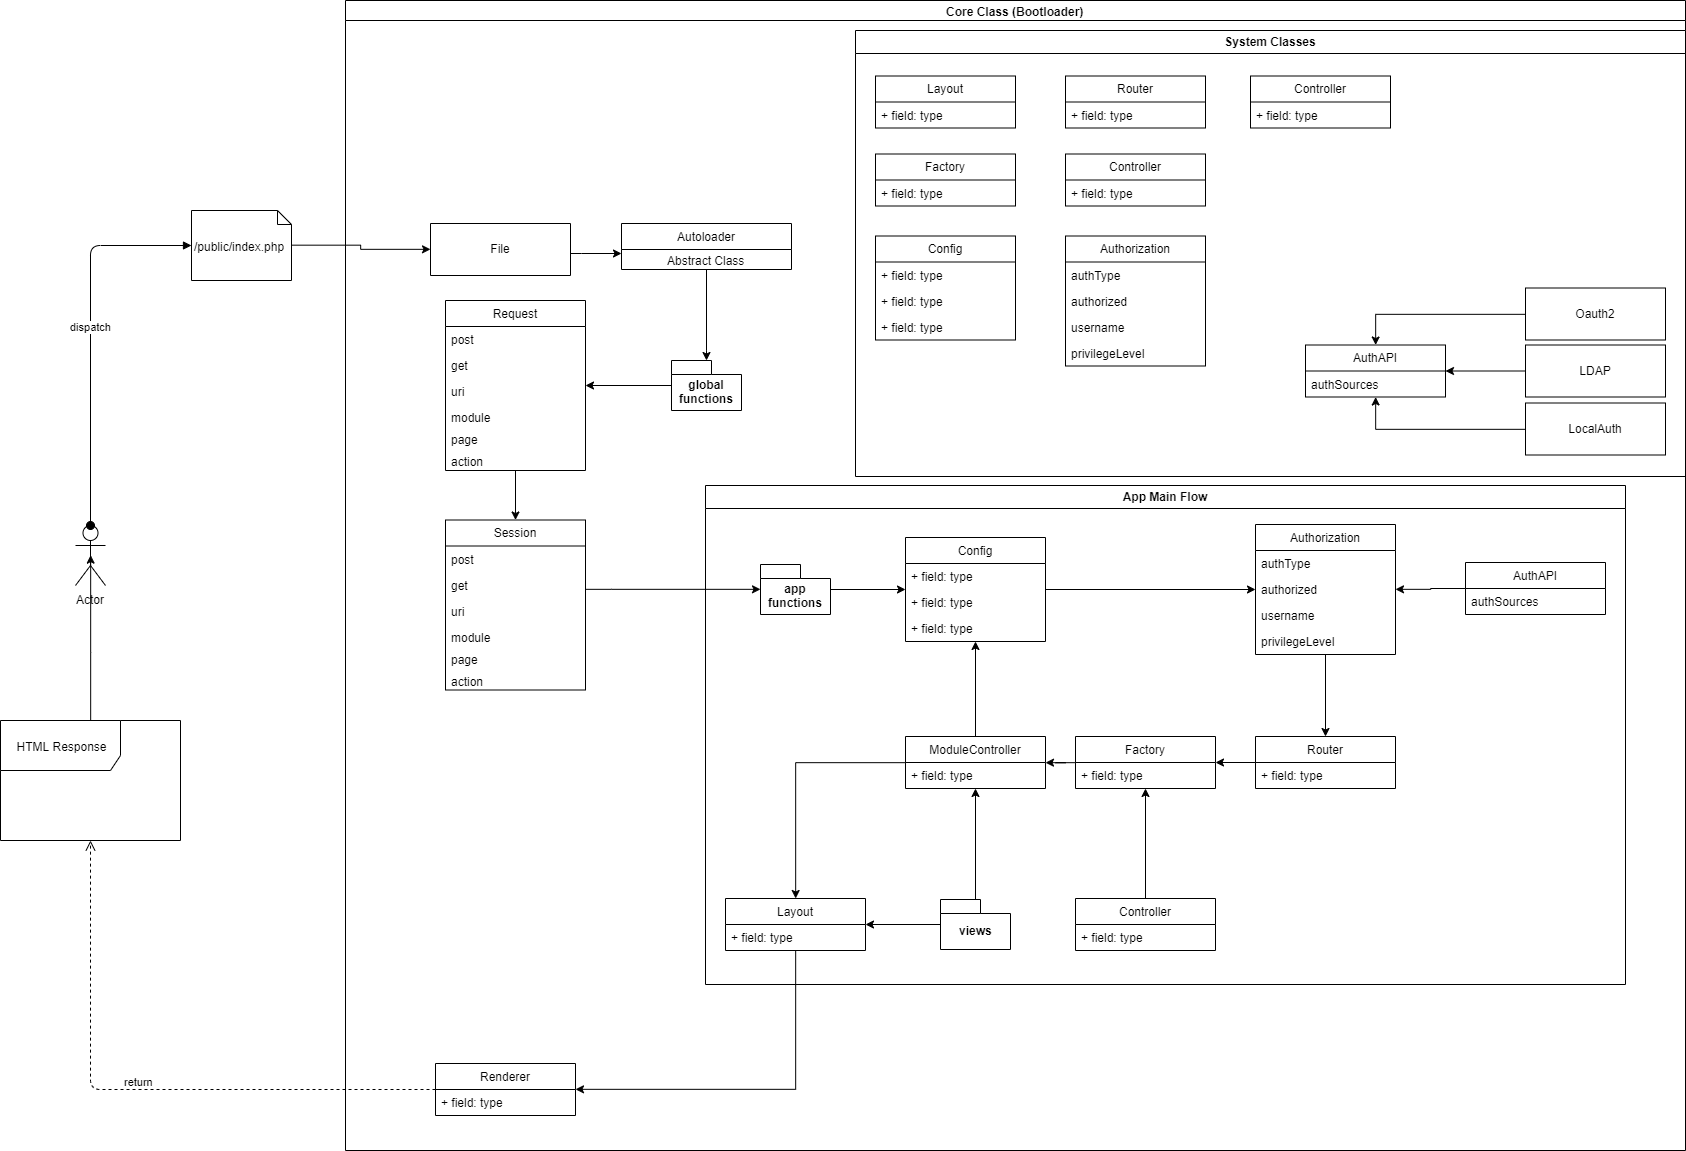 Core Class (Bootloader)
System Classes
Layout
+ field: type
Router
+ field: type
Controller
+ field: type
Factory
+ field: type
Controller
+ field: type
Config
+ field: type
+ field: type
+ field: type
Authorization
authType
authorized
username
privilegeLevel
AuthAPI
authSources
Oauth2
LDAP
LocalAuth
/public/index.php
File
Autoloader
Abstract Class
Request
post
get
uri
module
page
action
global
functions
dispatch
Actor
Session
post
get
uri
module
page
action
App Main Flow
app
functions
Config
+ field: type
+ field: type
+ field: type
Authorization
authType
authorized
username
privilegeLevel
AuthAPI
authSources
ModuleController
+ field: type
Factory
+ field: type
Router
+ field: type
Layout
+ field: type
views
Controller
+ field: type
HTML Response
return
Renderer
+ field: type